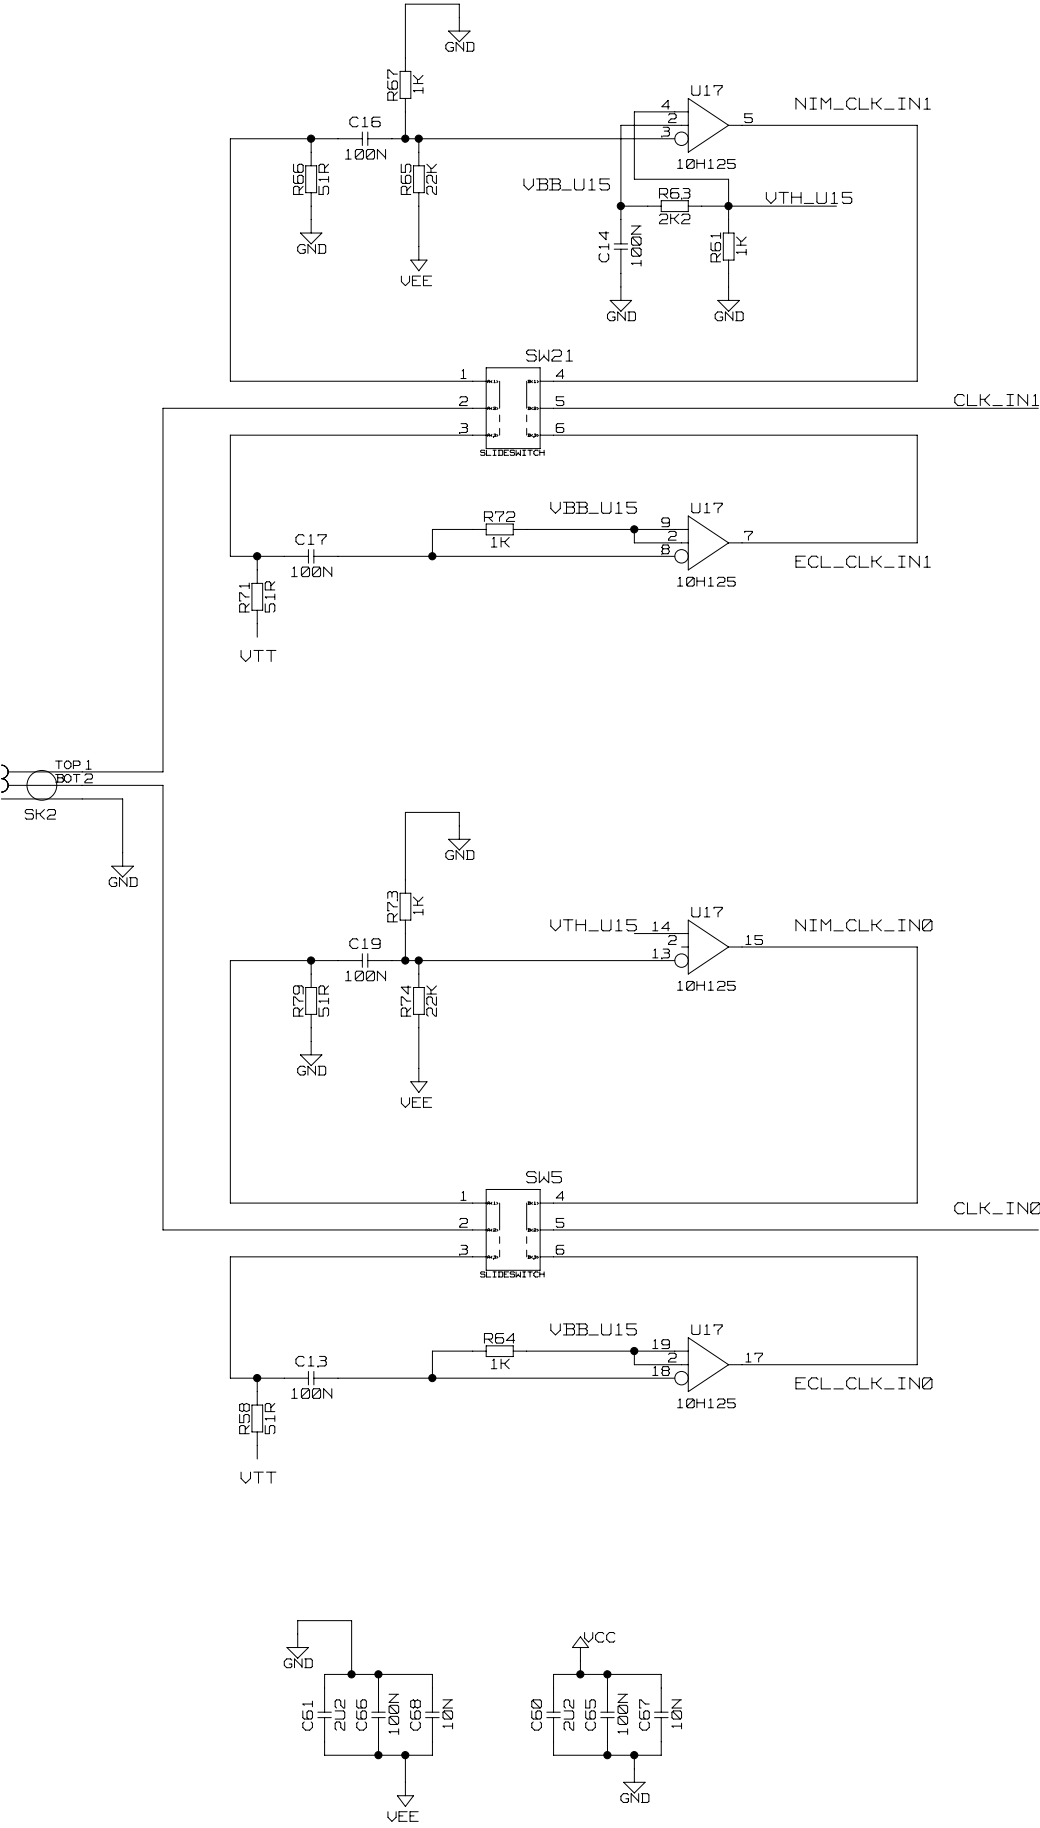 GND
R67
1K
U17
NIM_CLK_IN1
4
2
3
5
10H125
C16
100N
R66
51R
R65
22K
GND
VEE
VBB_U15
R63
2K2
VTH_U15
C14
100N
R61
1K
GND
GND
SW21
1
4
2
5
CLK_IN1
3
6
SLIDESWITCH
R72
1K
VBB_U15
U17
9
2
8
7
ECL_CLK_IN1
10H125
C17
100N
R71
51R
VTT
TOP 1
BOT 2
SK2
GND
GND
R73
1K
VTH_U15
14
2
13
U17
15
NIM_CLK_IN0
10H125
C19
100N
R79
51R
R74
22K
GND
VEE
SW5
1
4
2
5
CLK_IN0
3
6
SLIDESWITCH
R64
1K
VBB_U15
U17
19
2
18
17
ECL_CLK_IN0
10H125
C13
100N
R58
51R
VTT
GND
C61
2U2
C66
100N
C68
10N
VEE
VCC
C60
2U2
C65
100N
C67
10N
GND